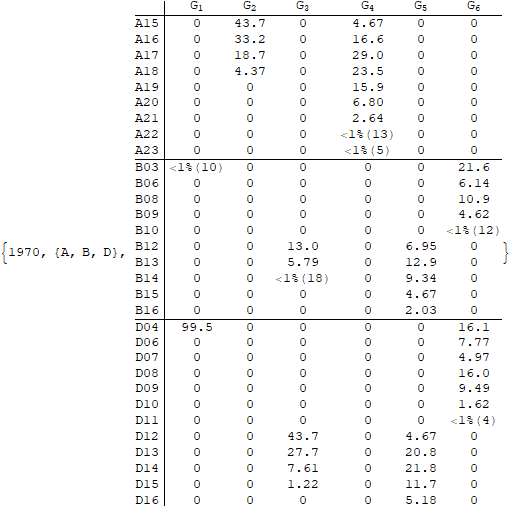 G1 G2 G3 G4 G5 G6
A15 0 43.7 0 4.67 0 0
A16 0 33.2 0 16.6 0 0
A17 0 18.7 0 29.0 0 0
A18 0 4.37 0 23.5 0 0
A19 0 0 0 15.9 0 0
A20 0 0 0 6.80 0 0
A21 0 0 0 2.64 0 0
A22 0 0 0 <1%(13) 0 0
A23 0 0 0 <1%(5) 0 0
B03 <1%(10) 0 0 0 0 21.6
B06 0 0 0 0 0 6.14
B08 0 0 0 0 0 10.9
B09 0 0 0 0 0 4.62
B10 0 0 0 0 0 <1%(12)
{1970, {A, B, D}, B12 0 0 13.0 0 6.95 0 }
B13 0 0 5.79 0 12.9 0
B14 0 0 <1%(18) 0 9.34 0
B15 0 0 0 0 4.67 0
B16 0 0 0 0 2.03 0
D04 99.5 0 0 0 0 16.1
D06 0 0 0 0 0 7.77
D07 0 0 0 0 0 4.97
D08 0 0 0 0 0 16.0
D09 0 0 0 0 0 9.49
D10 0 0 0 0 0 1.62
D11 0 0 0 0 0 <1%(4)
D12 0 0 43.7 0 4.67 0
D13 0 0 27.7 0 20.8 0
D14 0 0 7.61 0 21.8 0
D15 0 0 1.22 0 11.7 0
D16 0 0 0 0 5.18 0